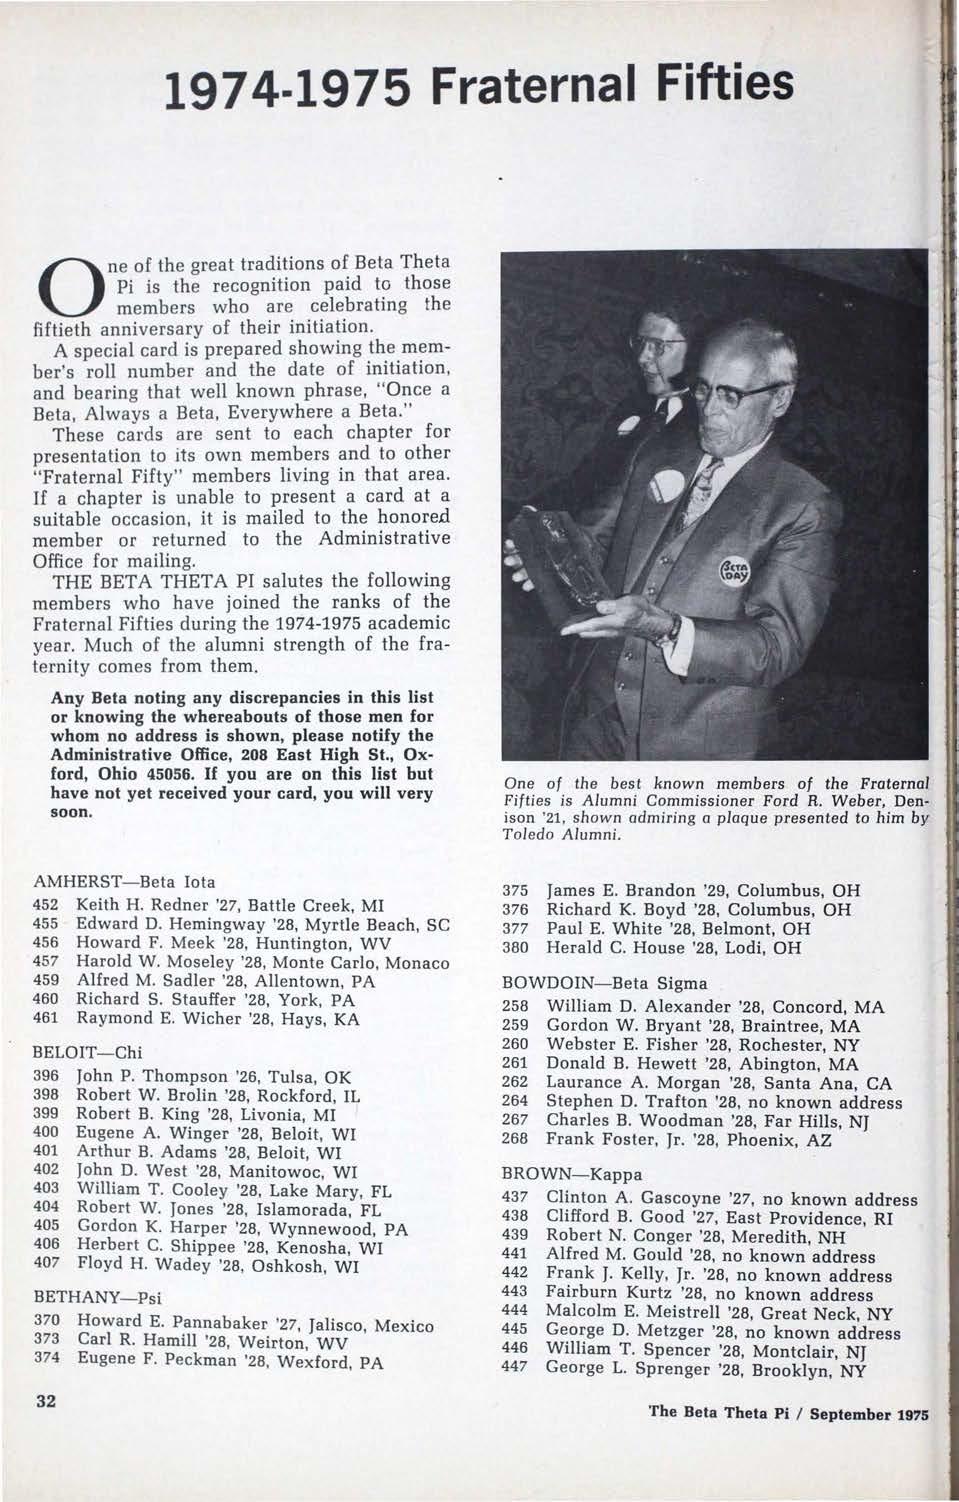 1974-1975 Fraternal Fifties
One of the great traditions of Beta Theta
Pi is the recognition paid to those
members who are celebrating the
fiftieth anniversary of their initiation.
A special card is prepared showing the mem-
ber's roll number and the date of initiation,
and bearing that well known phrase, "Once a
Beta, Always a Beta, Everywhere a Beta."
These cards are sent to each chapter for
presentation to its own members and to other
"Fraternal Fifty" members living in that area.
If a chapter is unable to present a card at a
suitable occasion, it is mailed to the honored
member or returned to the Administrative
Office for mailing.
THE BETA THETA PI salutes the following
members who have joined the ranks of the
Fraternal Fifties during the 1974-1975 academic
year. Much of the alumni strength of the fra-
ternity comes from them.
Any Beta noting any discrepancies in this list
or knowing the whereabouts of those men for
whom no address is shown, please notify the
Administrative Office, 208 East High St., Ox-
ford, Ohio 45056. If you are on this list but
have not yet received your card, you will very
soon.
BETA
DAY
One of the best known members of the Fraternal
Fifties is Alumni Commissioner Ford R. Weber, Den-
ison '21, shown admiring a plaque presented to him by
Toledo Alumni.
AMHERST—Beta Iota
452 Keith H. Redner '27, Battle Creek, MI
455 Edward D. Hemingway '28, Myrtle Beach, SC
456 Howard F. Meek '28, Huntington, WV
457 Harold W. Moseley '28, Monte Carlo, Monaco
459 Alfred M. Sadler '28, Allentown, PA
460 Richard S. Stauffer '28, York, PA
461 Raymond E. Wicher '28, Hays, KA
BELOIT—Chi
396 John P. Thompson '26, Tulsa, OK
398 Robert W. Brolin '28, Rockford, IL
399 Robert B. King '28, Livonia, MI
400 Eugene A. Winger '28, Beloit, WI
401 Arthur B. Adams '28, Beloit, WI
402 John D. West '28, Manitowoc, WI
403 William T. Cooley '28, Lake Mary, FL
404 Robert W. Jones '28, Islamorada, FL
405 Gordon K. Harper '28, Wynnewood, PA
406 Herbert C. Shippee '28, Kenosha, WI
407 Floyd H. Wadey '28, Oshkosh, WI
BETHANY—Psi
370 Howard E. Pannabaker '27, Jalisco, Mexico
373 Carl R. Hamill '28, Weirton, WV
374 Eugene F. Peckman '28, Wexford, PA
375 James E. Brandon '29, Columbus, OH
376 Richard K. Boyd '28, Columbus, OH
377 Paul E. White '28, Belmont, OH
380 Herald C. House '28, Lodi, OH
BOWDOIN—Beta Sigma
258 William D. Alexander '28, Concord, MA
259 Gordon W. Bryant '28, Braintree, MA
260 Webster E. Fisher '28, Rochester, NY
261 Donald B. Hewett '28, Abington, MA
262 Laurance A. Morgan '28, Santa Ana, CA
264 Stephen D. Trafton '28, no known address
267 Charles B. Woodman '28, Far Hills, NJ
268 Frank Foster, Jr. '28, Phoenix, AZ
BROWN—Kappa
437 Clinton A. Gascoyne '27, no known address
438 Clifford B. Good '27, East Providence, RI
439 Robert N. Conger '28, Meredith, NH
441 Alfred M. Gould '28, no known address
442 Frank J. Kelly, Jr. '28, no known address
443 Fairburn Kurtz '28, no known address
444 Malcolm E. Meistrell '28, Great Neck, NY
445 George D. Metzger '28, no known address
446 William T. Spencer '28, Montclair, NJ
447 George L. Sprenger '28, Brooklyn, NY
32
The Beta Theta Pi / September 1975